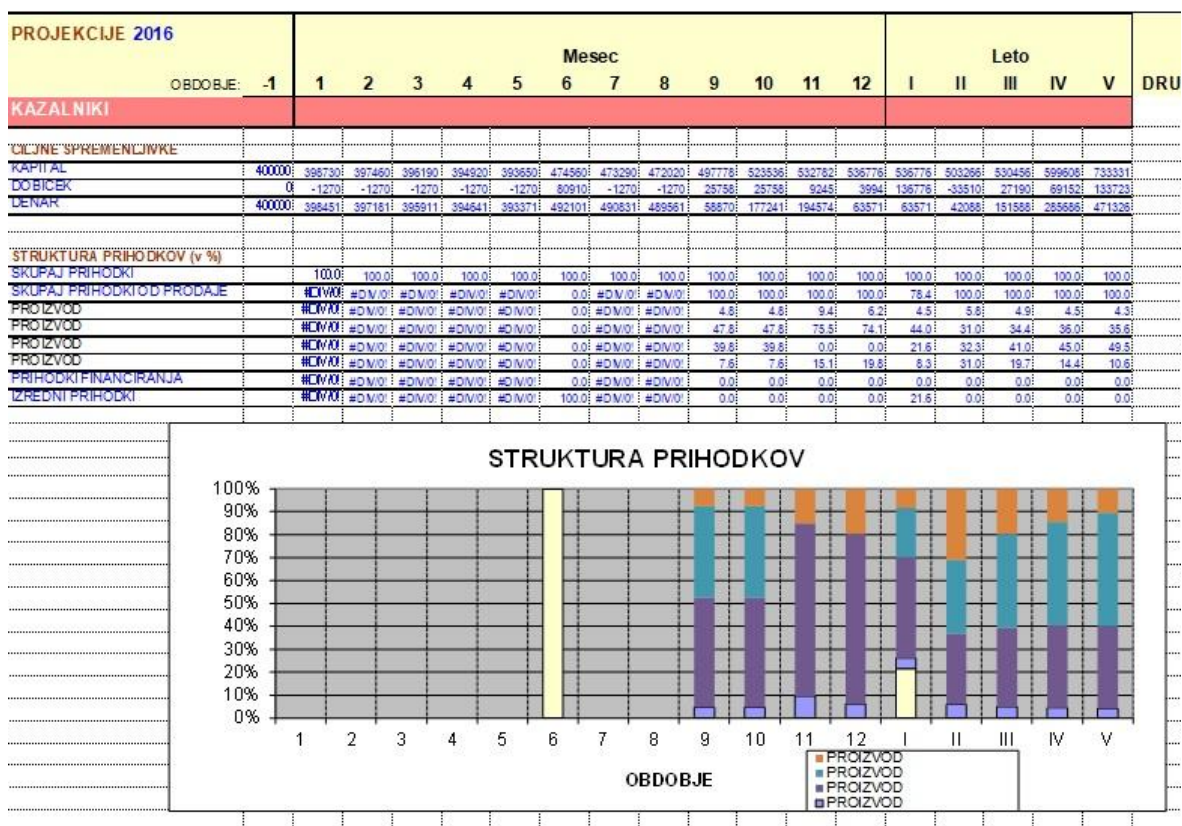 PROJEKCIJE 2016
Mesec Leto
OBDOBJE: -1 1 2 3 4 5 6 7 8 9 10 11 12 I II III IV V DRU
KAZALNIKI
CILJNE SPREMENLJIVKE
KAPITAL 400000 398730 397460 396190 394920 393650 474560 473290 472020 497778 523536 532782 536776 536776 503266 530456 599608 733331
DOBICEK 0 -1270 -1270 -1270 -1270 -1270 80910 -1270 -1270 25758 25758 9245 3994 136776 -33510 27190 69152 133723
DENAR 400000 398451 397181 395911 394641 393371 492101 490831 489561 58870 177241 194574 63571 63571 42088 151588 285686 471326
STRUKTURA PRIHODKOV (v %)
SKUPAJ PRIHODKI 100.0 100.0 100.0 100.0 100.0 100.0 100.0 100.0 100.0 100.0 100.0 100.0 100.0 100.0 100.0 100.0 100.0
SKUPAJ PRIHODKI OD PRODAJE #DIV/0! #DIV/0! #DIV/0! #DIV/0! #DIV/0! 0.0 #DIV/0! #DIV/0! 100.0 100.0 100.0 100.0 78.4 100.0 100.0 100.0 100.0
PROIZVOD #DIV/0! #DIV/0! #DIV/0! #DIV/0! #DIV/0! 0.0 #DIV/0! #DIV/0! 4.8 4.8 9.4 6.2 4.5 5.8 4.9 4.5 4.3
PROIZVOD #DIV/0! #DIV/0! #DIV/0! #DIV/0! #DIV/0! 0.0 #DIV/0! #DIV/0! 47.8 47.8 75.5 74.1 44.0 31.0 34.4 36.0 35.6
PROIZVOD #DIV/0! #DIV/0! #DIV/0! #DIV/0! #DIV/0! 0.0 #DIV/0! #DIV/0! 39.8 39.8 0.0 0.0 21.6 32.3 41.0 45.0 49.5
PROIZVOD #DIV/0! #DIV/0! #DIV/0! #DIV/0! #DIV/0! 0.0 #DIV/0! #DIV/0! 7.6 7.6 15.1 19.8 8.3 31.0 19.7 14.4 10.6
PRIHODKI FINANCIRANJA #DIV/0! #DIV/0! #DIV/0! #DIV/0! #DIV/0! 0.0 #DIV/0! #DIV/0! 0.0 0.0 0.0 0.0 0.0 0.0 0.0 0.0 0.0
IZREDNI PRIHODKI #DIV/0! #DIV/0! #DIV/0! #DIV/0! #DIV/0! 100.0 #DIV/0! #DIV/0! 0.0 0.0 0.0 0.0 21.6 0.0 0.0 0.0 0.0
STRUKTURA PRIHODKOV
100%
90%
80%
70%
60%
50%
40%
30%
20%
10%
0%
1 2 3 4 5 6 7 8 9 10 11 12 I II III IV V
OBDOBJE
PROIZVOD
PROIZVOD
PROIZVOD
PROIZVOD